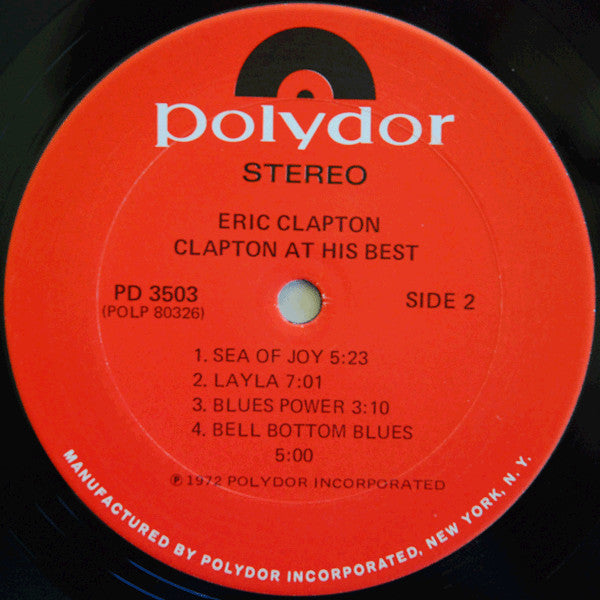 polydor
STEREO
ERIC CLAPTON
CLAPTON AT HIS BEST
PD 3503
(POLP 80326)
SIDE 2
1. SEA OF JOY 5:23
2. LAYLA 7:01
3. BLUES POWER 3:10
4. BELL BOTTOM BLUES
5:00
℗ 1972 POLYDOR INCORPORATED
MANUFACTURED BY POLYDOR INCORPORATED, NEW YORK, N. Y.